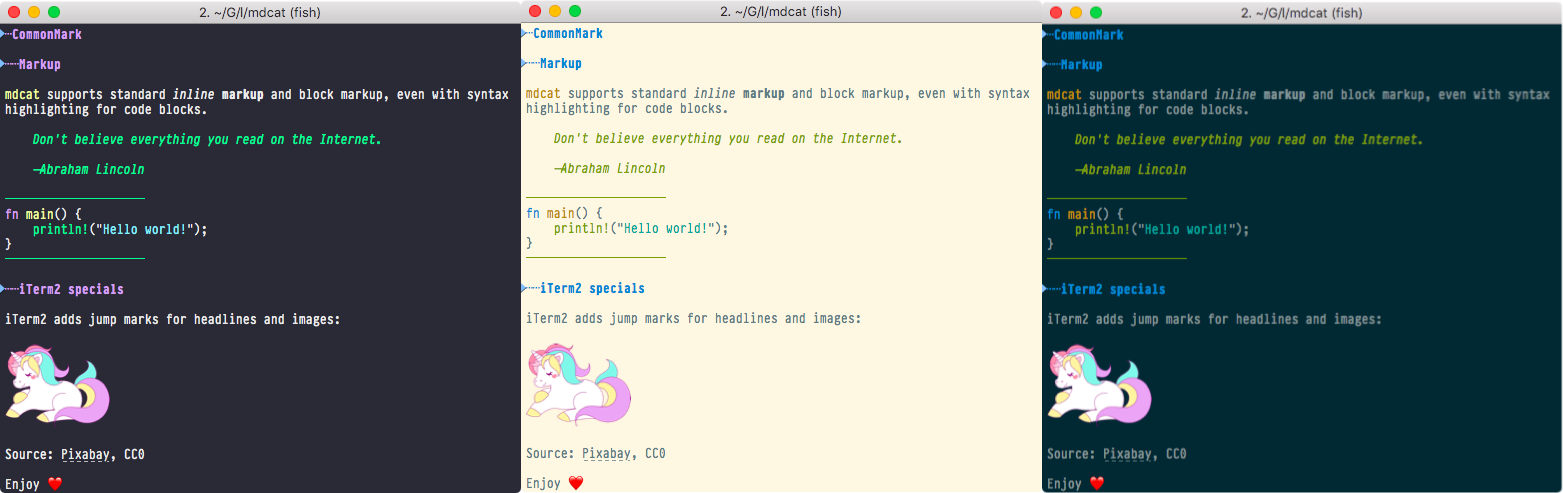 2. ~/G/l/mdcat (fish)
┄CommonMark
┄┄Markup
mdcat supports standard inline markup and block markup, even with syntax
highlighting for code blocks.
Don't believe everything you read on the Internet.
—Abraham Lincoln
fn main() {
println!("Hello world!");
}
┄┄iTerm2 specials
iTerm2 adds jump marks for headlines and images:
Source: Pixabay, CC0
Enjoy ❤️
2. ~/G/l/mdcat (fish)
┄CommonMark
┄┄Markup
mdcat supports standard inline markup and block markup, even with syntax
highlighting for code blocks.
Don't believe everything you read on the Internet.
—Abraham Lincoln
fn main() {
println!("Hello world!");
}
┄┄iTerm2 specials
iTerm2 adds jump marks for headlines and images:
Source: Pixabay, CC0
Enjoy ❤️
2. ~/G/l/mdcat (fish)
┄CommonMark
┄┄Markup
mdcat supports standard inline markup and block markup, even with syntax
highlighting for code blocks.
Don't believe everything you read on the Internet.
—Abraham Lincoln
fn main() {
println!("Hello world!");
}
┄┄iTerm2 specials
iTerm2 adds jump marks for headlines and images:
Source: Pixabay, CC0
Enjoy ❤️